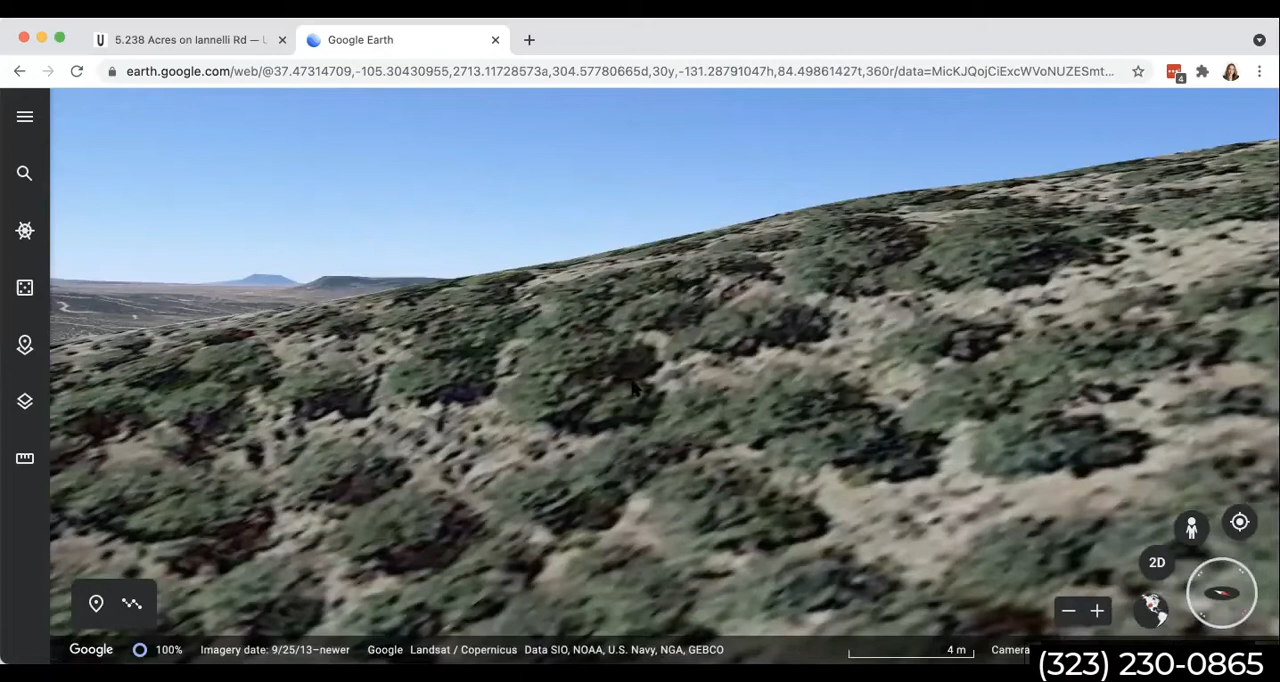 5.238 Acres on Iannelli Rd —
Google Earth
earth.google.com/web/@37.47314709,-105.30430955,2713.11728573a,304.57780665d,30y,-131.28791047h,84.49861427t,360r/data=MicKJQojCiExcWVoNUZESmt...
4
2D
Google
100%
Imagery date: 9/25/13–newer
Google
Landsat / Copernicus
Data SIO, NOAA, U.S. Navy, NGA, GEBCO
4 m
Camera
(323) 230-0865